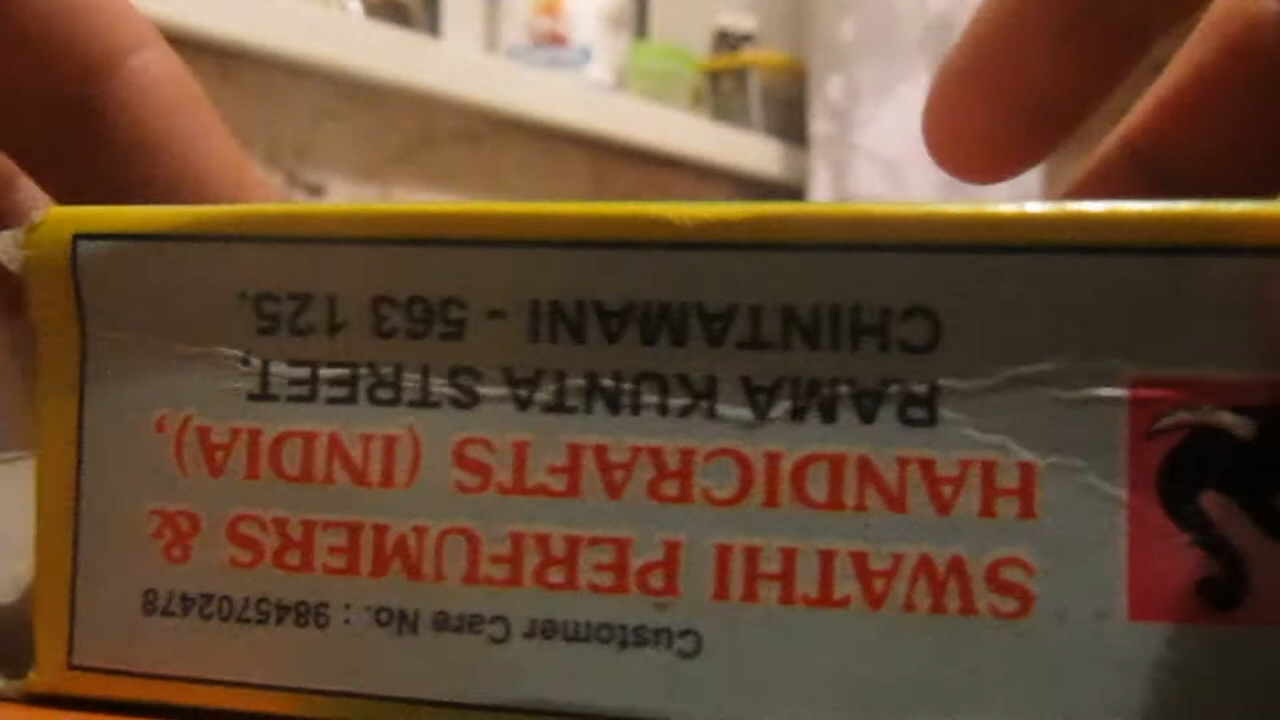 Customer Care No. : 9845702478
SWATHI PERFUMERS &
HANDICRAFTS (INDIA),
RAMA KUNTA STREET,
CHINTAMANI - 563 125.